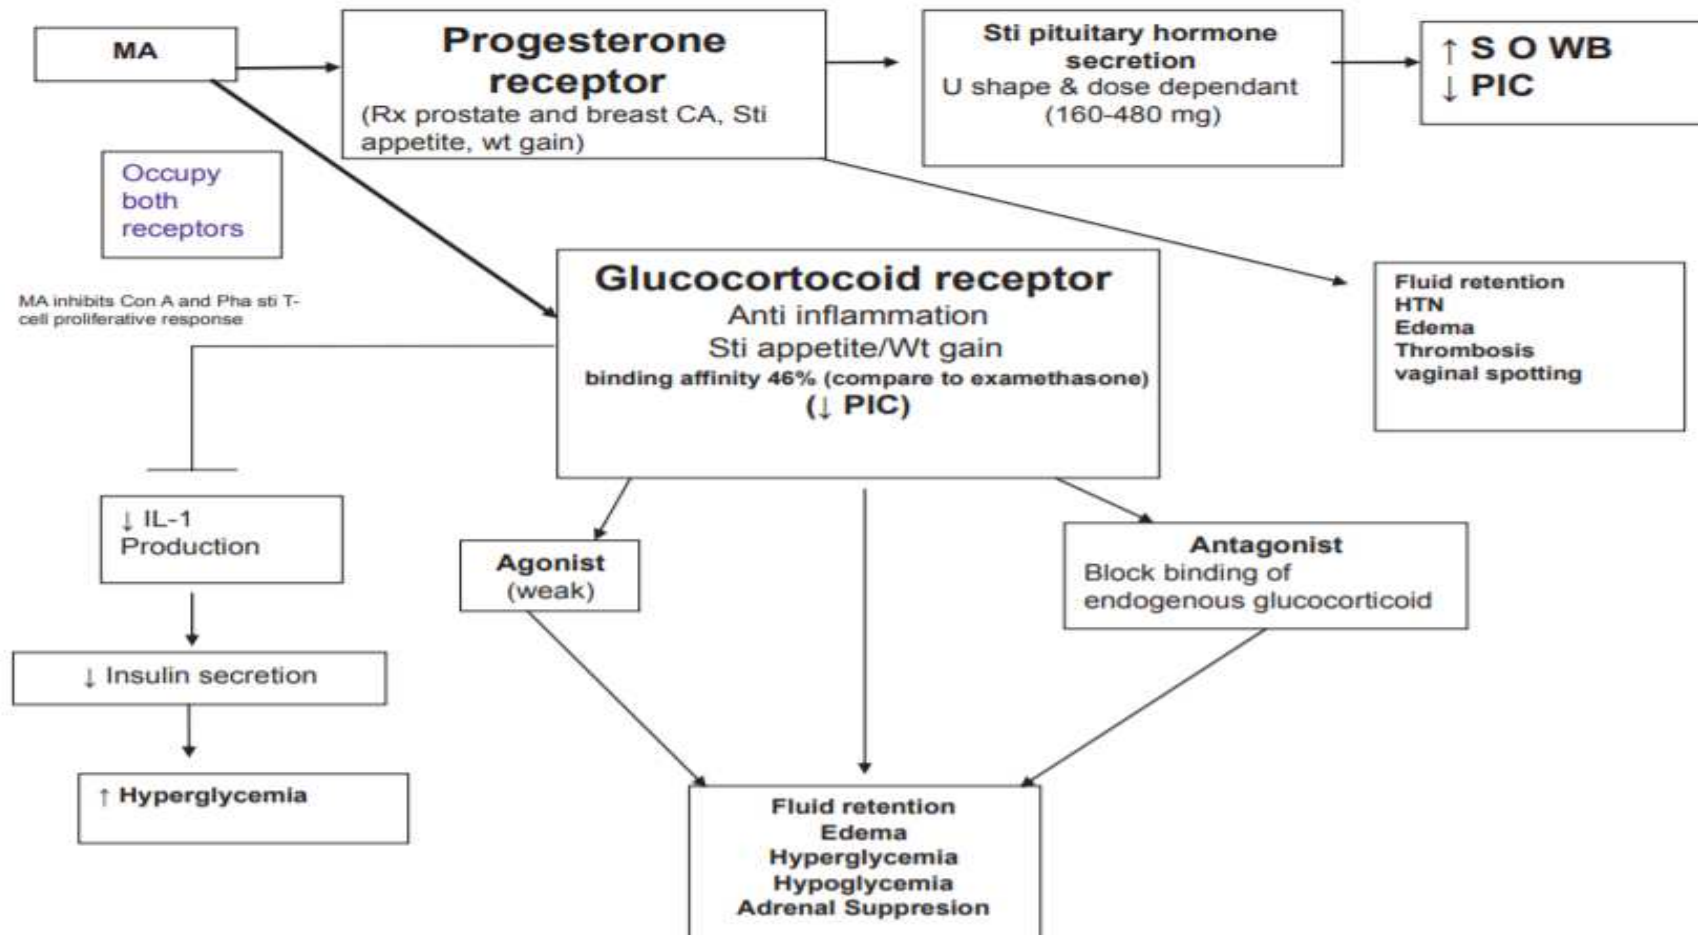 MA
Progesterone
receptor
(Rx prostate and breast CA, Sti
appetite, wt gain)
Sti pituitary hormone
secretion
U shape & dose dependant
(160-480 mg)
↑ S O WB
↓ PIC
Occupy
both
receptors
MA inhibits Con A and Pha sti T-
cell proliferative response
Glucocortocoid receptor
Anti inflammation
Sti appetite/Wt gain
binding affinity 46% (compare to examethasone)
(↓ PIC)
Fluid retention
HTN
Edema
Thrombosis
vaginal spotting
↓ IL-1
Production
Agonist
(weak)
Antagonist
Block binding of
endogenous glucocorticoid
↓ Insulin secretion
↑ Hyperglycemia
Fluid retention
Edema
Hyperglycemia
Hypoglycemia
Adrenal Suppresion